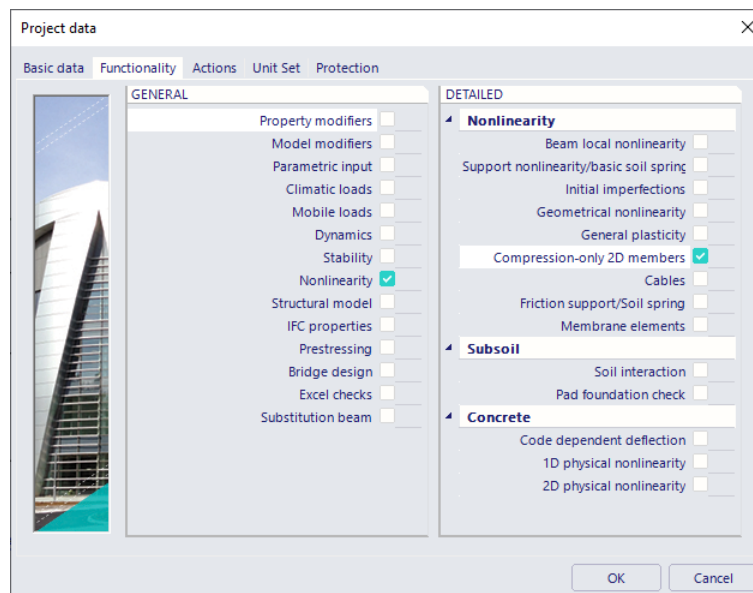 Project data
Basic data Functionality Actions Unit Set Protection
GENERAL
Property modifiers
Model modifiers
Parametric input
Climatic loads
Mobile loads
Dynamics
Stability
Nonlinearity
Structural model
IFC properties
Prestressing
Bridge design
Excel checks
Substitution beam
DETAILED
Nonlinearity
Beam local nonlinearity
Support nonlinearity/basic soil spring
Initial imperfections
Geometrical nonlinearity
General plasticity
Compression-only 2D members
Cables
Friction support/Soil spring
Membrane elements
Subsoil
Soil interaction
Pad foundation check
Concrete
Code dependent deflection
1D physical nonlinearity
2D physical nonlinearity
OK Cancel